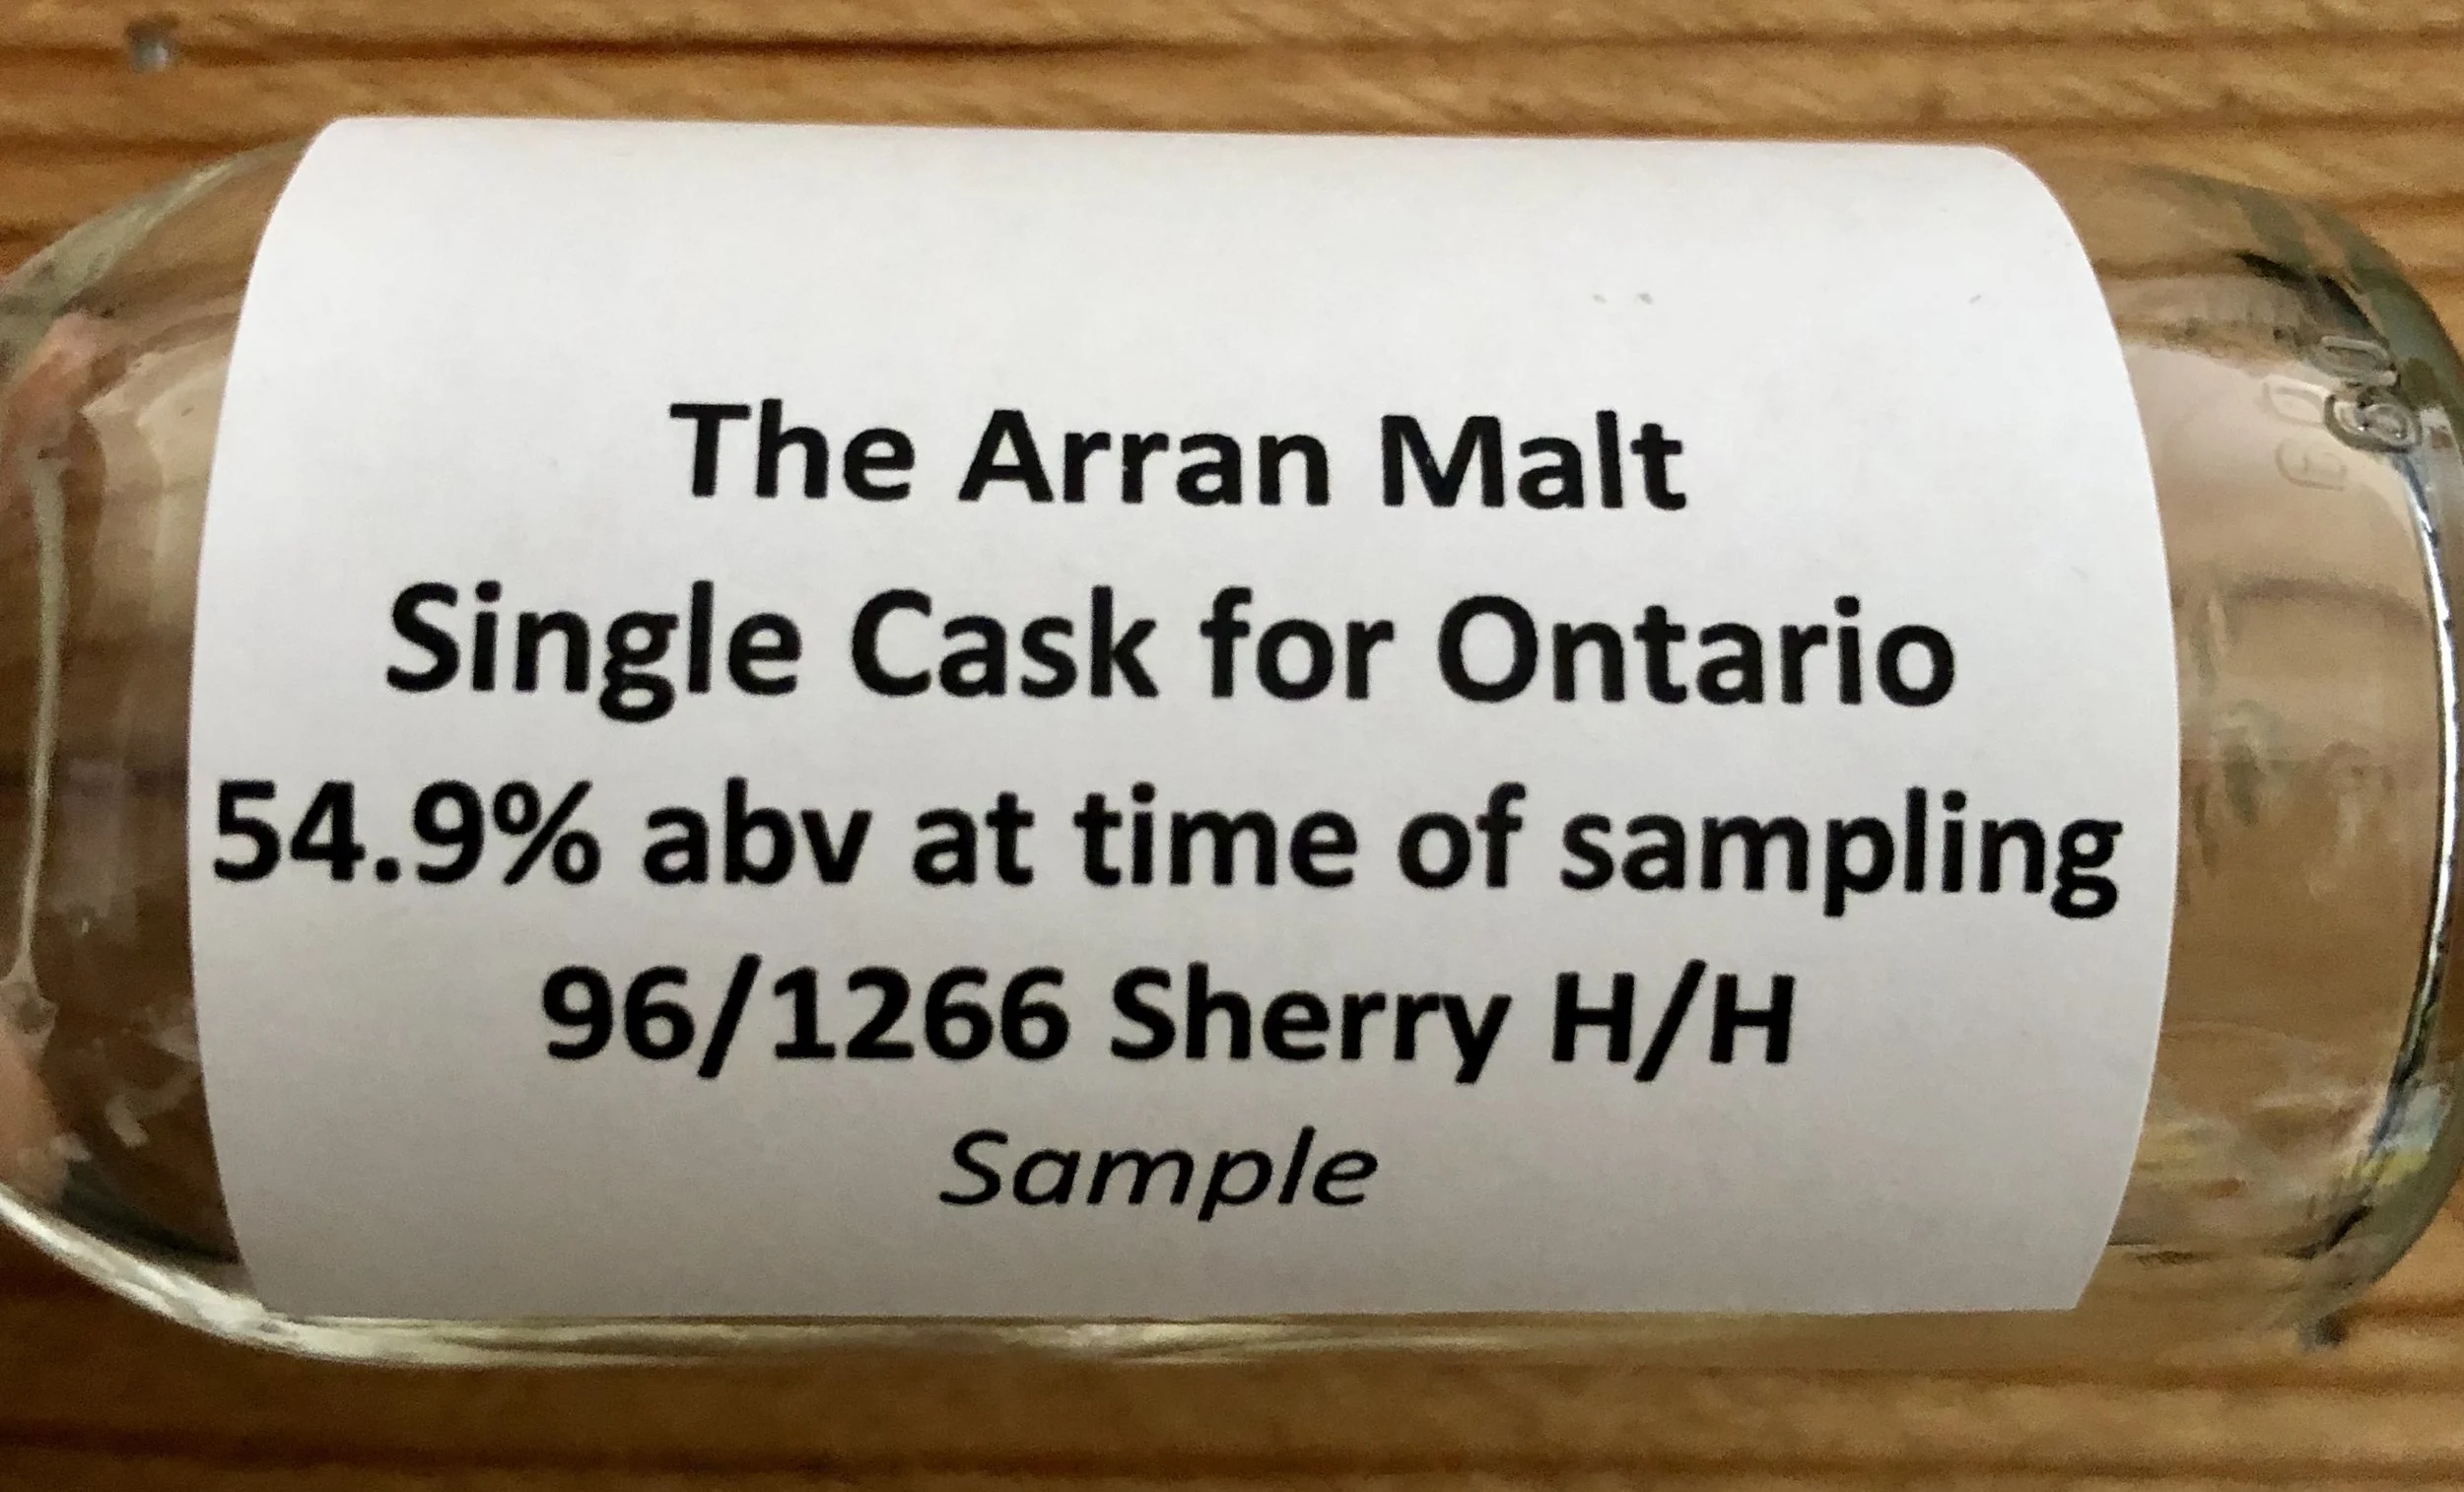 The Arran Malt
Single Cask for Ontario
54.9% abv at time of sampling
96/1266 Sherry H/H
Sample